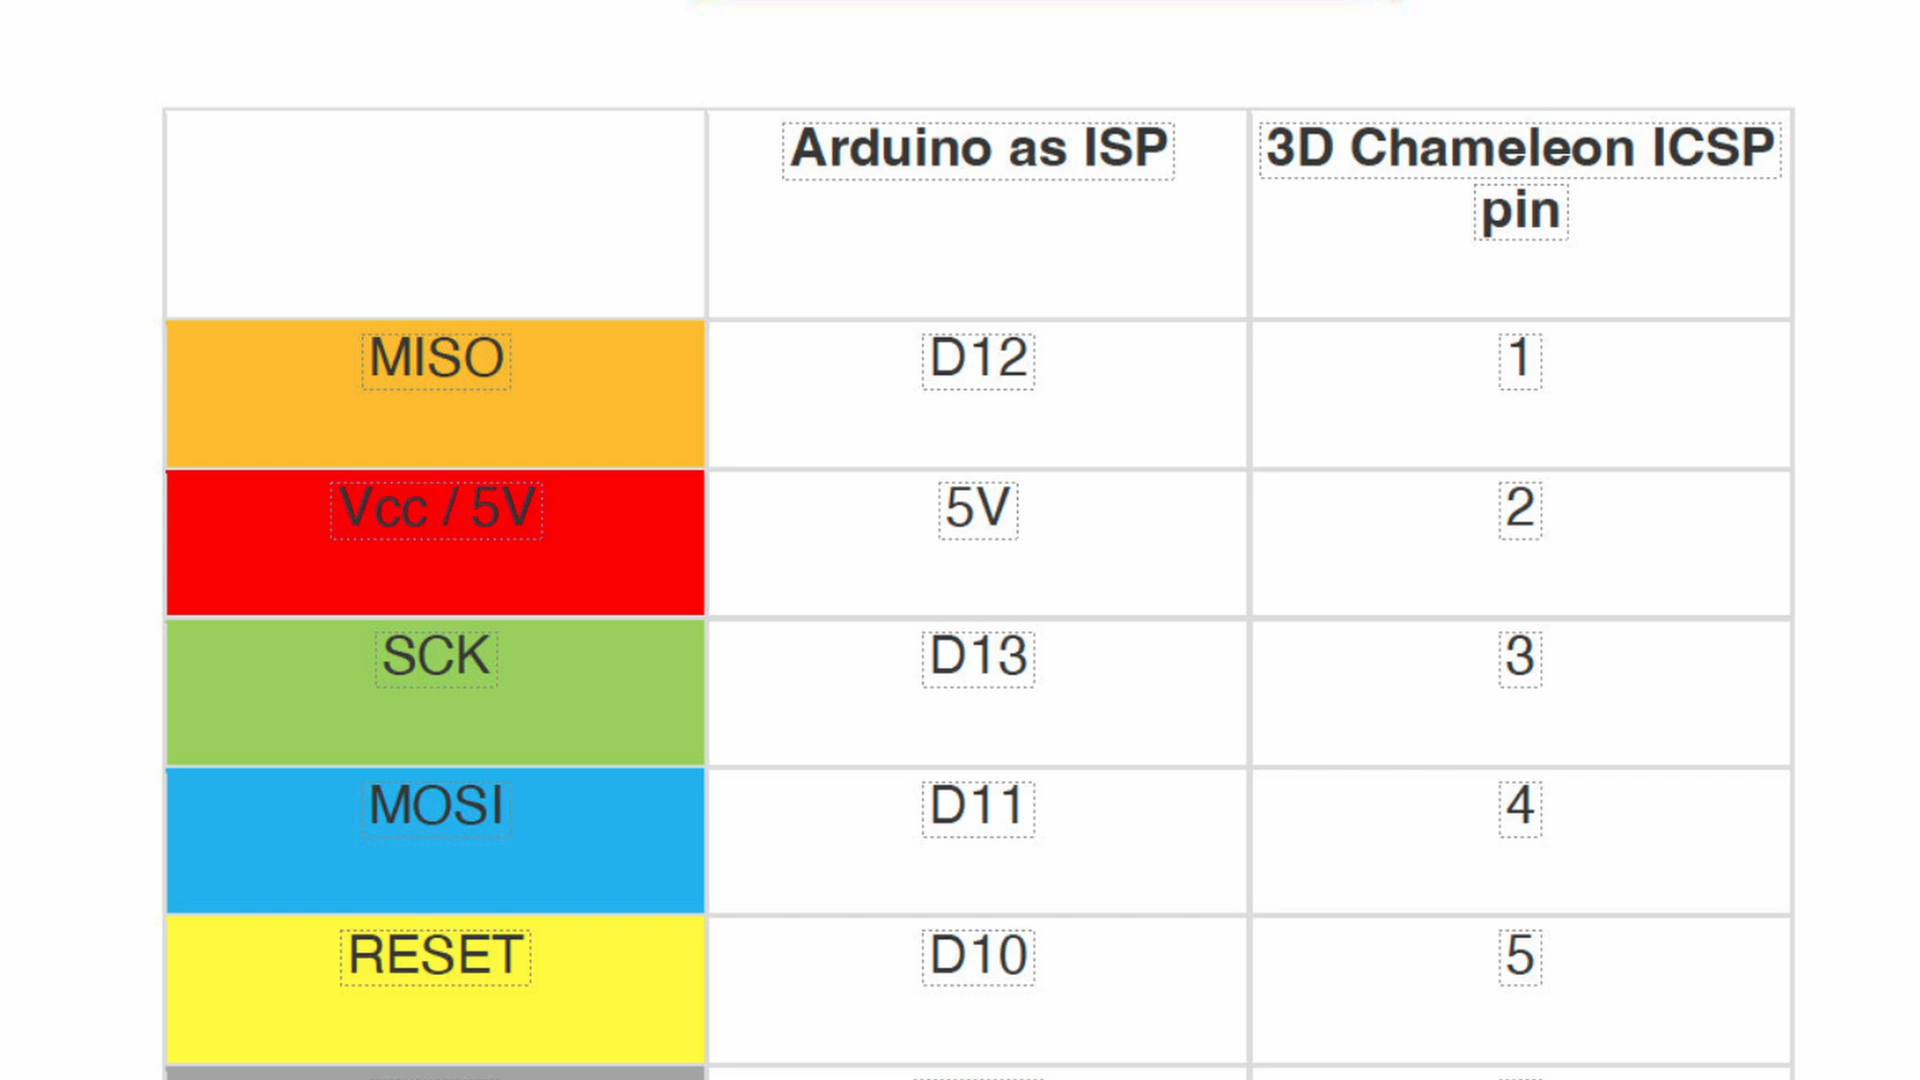 Arduino as ISP
3D Chameleon ICSP
pin
MISO
D12
1
Vcc / 5V
5V
2
SCK
D13
3
MOSI
D11
4
RESET
D10
5